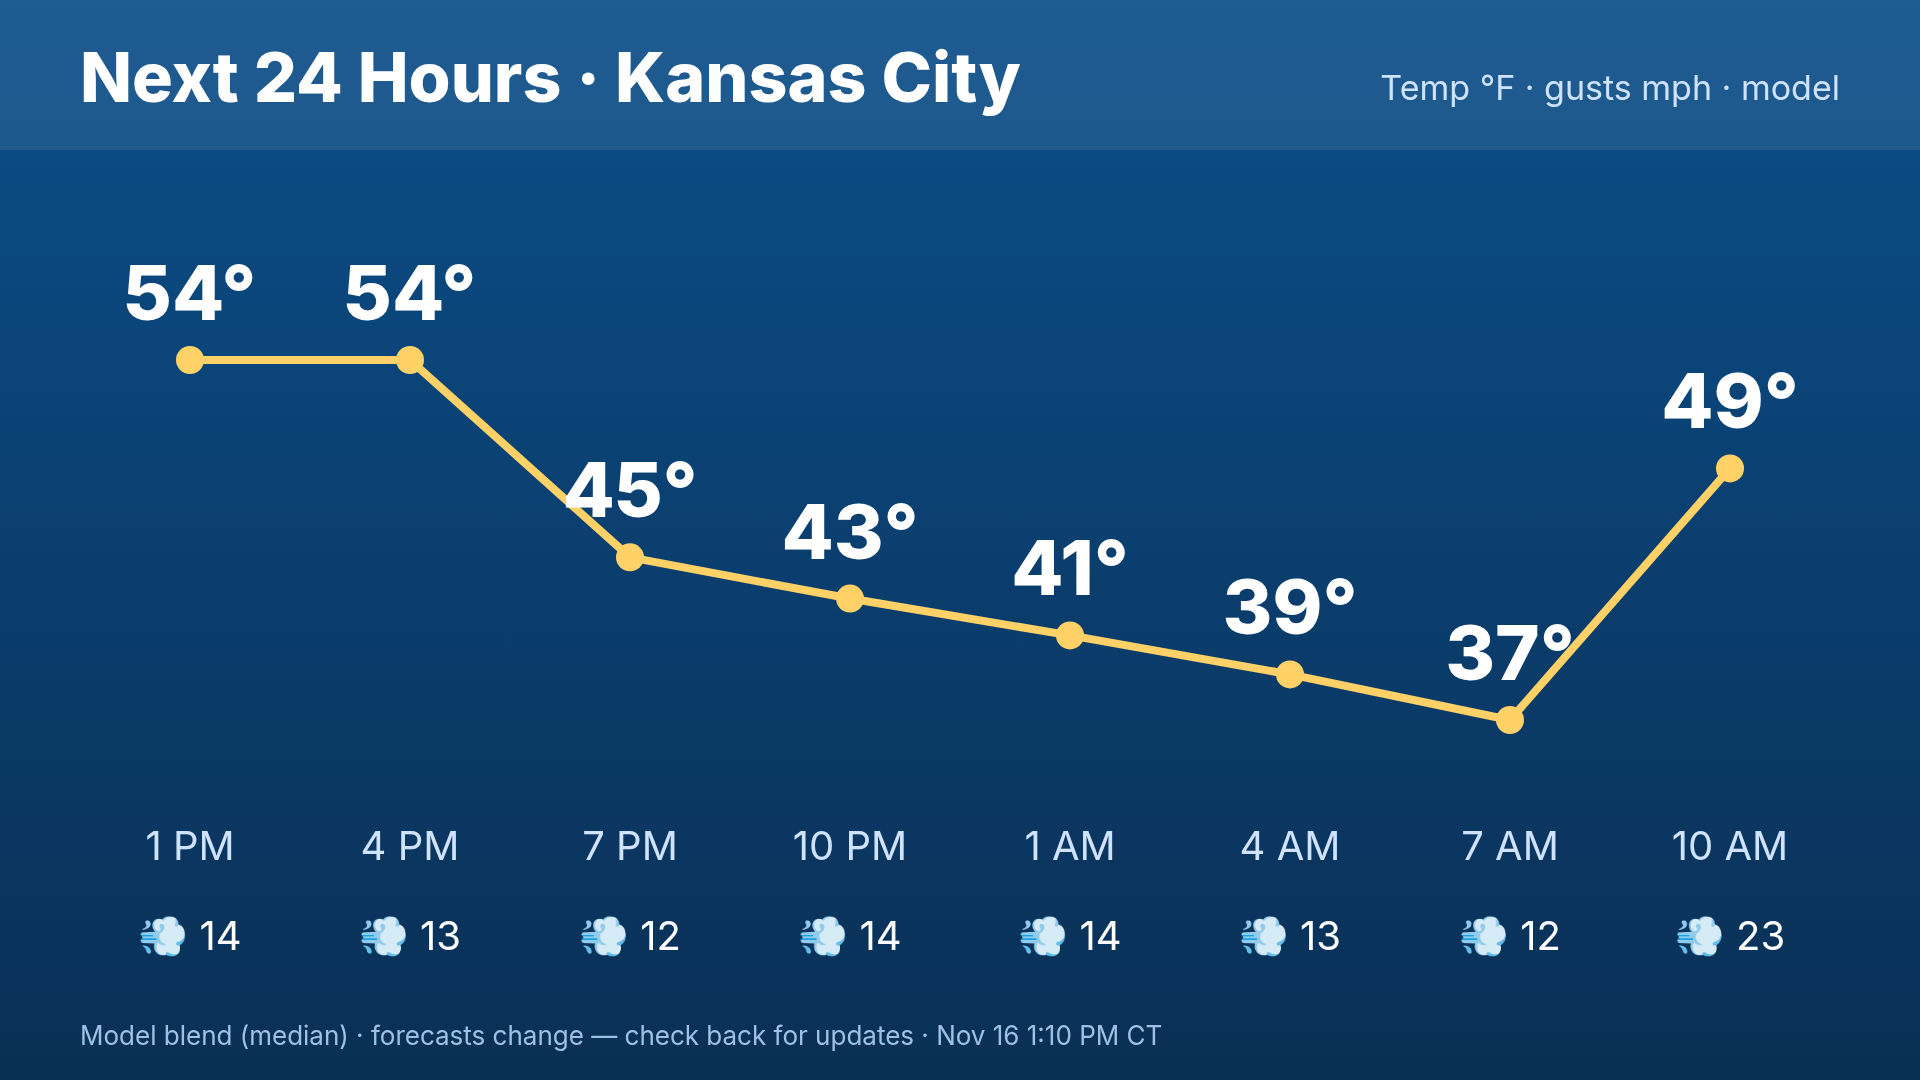 Next 24 Hours · Kansas City
Temp °F · gusts mph · model
54° 54°
45° 43° 41° 39° 37° 49°
1 PM 4 PM 7 PM 10 PM 1 AM 4 AM 7 AM 10 AM
💨 14 💨 13 💨 12 💨 14 💨 14 💨 13 💨 12 💨 23
Model blend (median) · forecasts change — check back for updates · Nov 16 1:10 PM CT